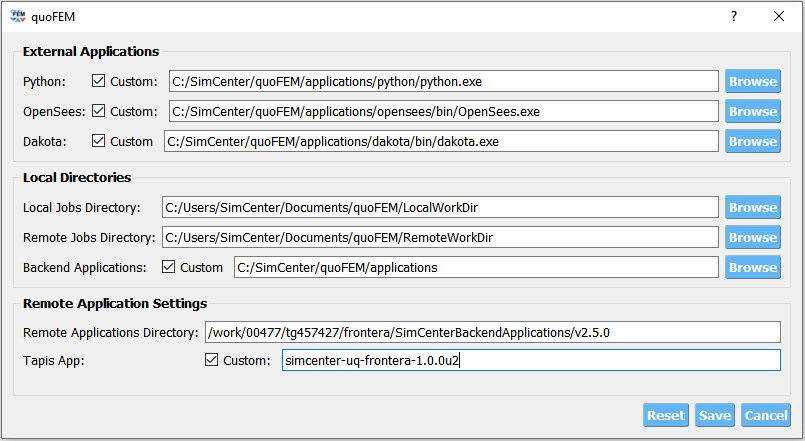 quoFEM ?
External Applications
Python: Custom: C:/SimCenter/quoFEM/applications/python/python.exe Browse
OpenSees: Custom: C:/SimCenter/quoFEM/applications/opensees/bin/OpenSees.exe Browse
Dakota: Custom C:/SimCenter/quoFEM/applications/dakota/bin/dakota.exe Browse
Local Directories
Local Jobs Directory: C:/Users/SimCenter/Documents/quoFEM/LocalWorkDir Browse
Remote Jobs Directory: C:/Users/SimCenter/Documents/quoFEM/RemoteWorkDir Browse
Backend Applications: Custom C:/SimCenter/quoFEM/applications Browse
Remote Application Settings
Remote Applications Directory: /work/00477/tg457427/frontera/SimCenterBackendApplications/v2.5.0
Tapis App: Custom: simcenter-uq-frontera-1.0.0u2
Reset Save Cancel